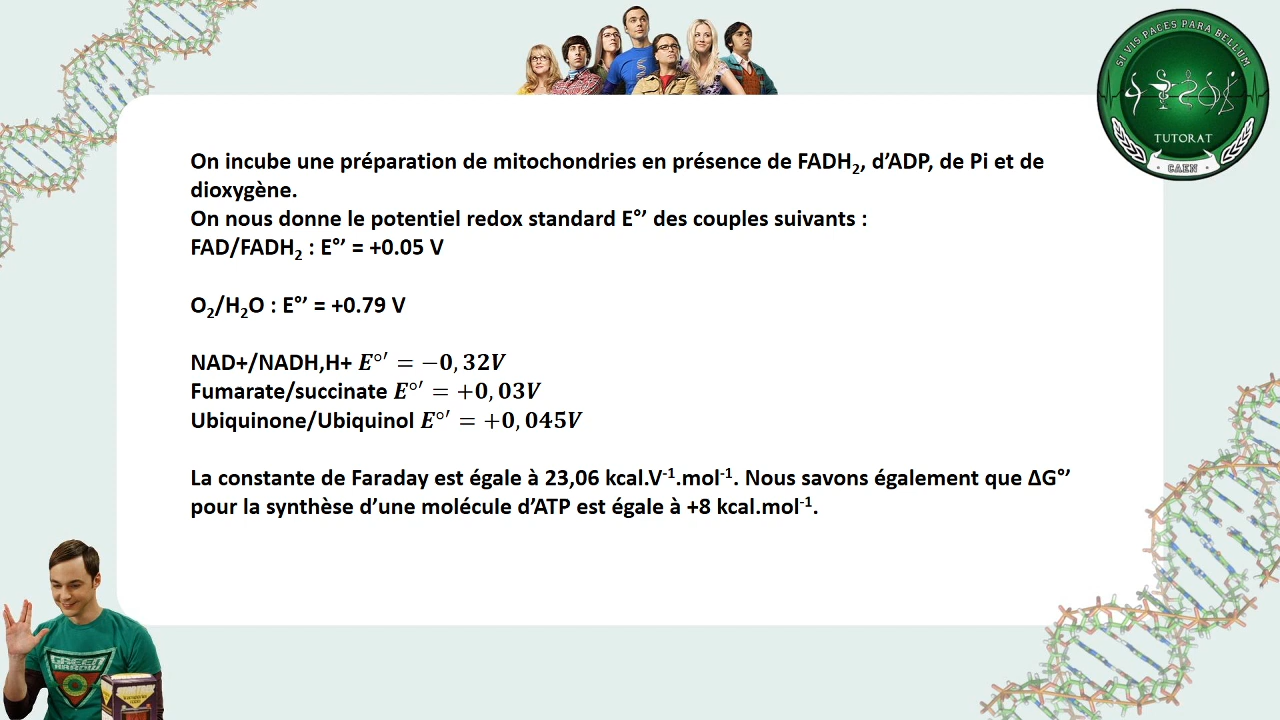 SI VIS PACES PARA BELLUM
TUTORAT
CAEN
On incube une préparation de mitochondries en présence de FADH₂, d’ADP, de Pi et de
dioxygène.
On nous donne le potentiel redox standard E°’ des couples suivants :
FAD/FADH₂ : E°’ = +0.05 V
O₂/H₂O : E°’ = +0.79 V
NAD+/NADH,H+ E°′ = −0, 32V
Fumarate/succinate E°′ = +0, 03V
Ubiquinone/Ubiquinol E°′ = +0, 045V
La constante de Faraday est égale à 23,06 kcal.V⁻¹.mol⁻¹. Nous savons également que ΔG°’
pour la synthèse d’une molécule d’ATP est égale à +8 kcal.mol⁻¹.
GREEN